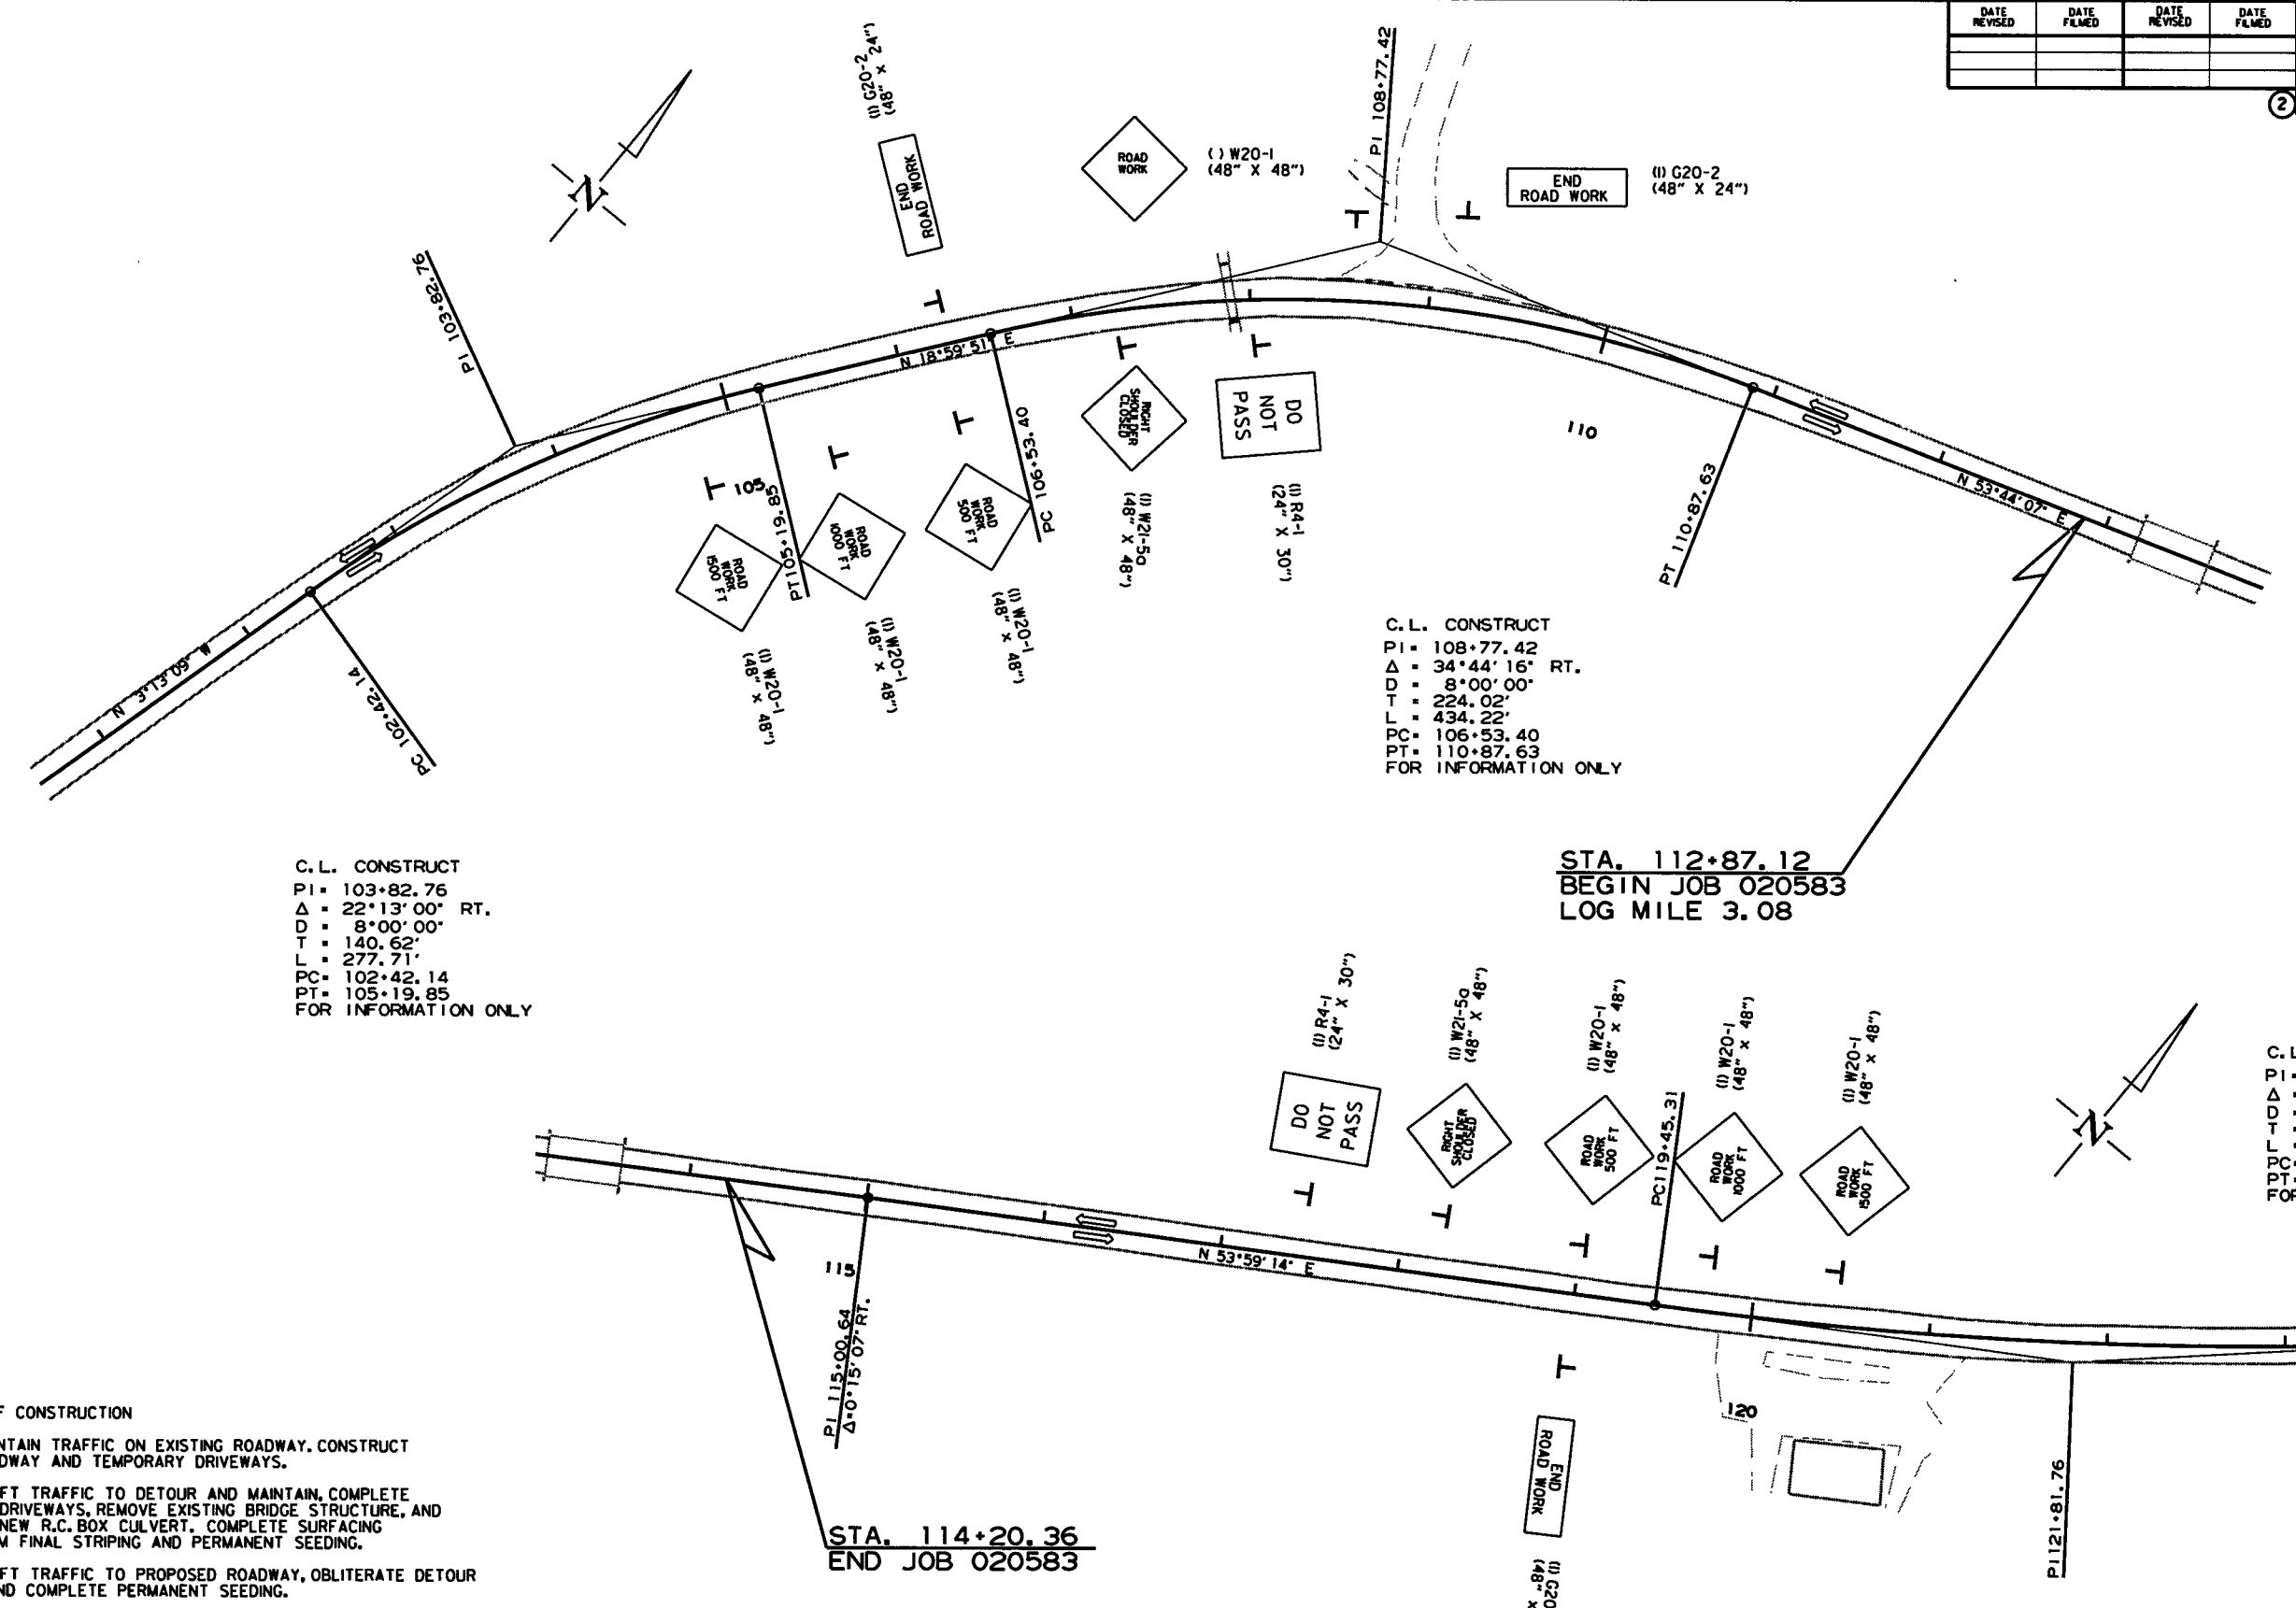 DATE REVISED DATE FILMED DATE REVISED DATE FILMED
2
(1) G20-2
(48" X 24")
END
ROAD WORK
ROAD
WORK
( ) W20-1
(48" X 48")
PI 108+77.42
END
ROAD WORK
(1) G20-2
(48" X 24")
N
PI 103+82.76
N 18°59'51" E
N 3°13'09" W
PC 102+42.14
105
PT 105+19.85
PC 106+53.40
ROAD
WORK
1500 FT
(1) W20-1
(48" X 48")
ROAD
WORK
1000 FT
(1) W20-1
(48" X 48")
ROAD
WORK
500 FT
(1) W20-1
(48" X 48")
RIGHT
SHOULDER
CLOSED
(1) W21-5a
(48" X 48")
DO
NOT
PASS
(1) R4-1
(24" X 30")
110
PT 110+87.63
N 53°44'07" E
C.L. CONSTRUCT
PI= 108+77.42
Δ = 34°44'16" RT.
D = 8°00'00"
T = 224.02'
L = 434.22'
PC= 106+53.40
PT= 110+87.63
FOR INFORMATION ONLY
STA. 112+87.12
BEGIN JOB 020583
LOG MILE 3.08
C.L. CONSTRUCT
PI= 103+82.76
Δ = 22°13'00" RT.
D = 8°00'00"
T = 140.62'
L = 277.71'
PC= 102+42.14
PT= 105+19.85
FOR INFORMATION ONLY
(1) R4-1
(24" X 30")
DO
NOT
PASS
(1) W21-5a
(48" X 48")
RIGHT
SHOULDER
CLOSED
(1) W20-1
(48" X 48")
ROAD
WORK
500 FT
PC 119+45.31
(1) W20-1
(48" X 48")
ROAD
WORK
1000 FT
(1) W20-1
(48" X 48")
ROAD
WORK
1500 FT
N
C.L
PI=
Δ =
D =
T =
L =
PC=
PT=
FOR
115
PI 115+00.64
Δ=0°15'07" RT.
N 53°59'14" E
120
PI 121+81.76
END
ROAD WORK
(1) G20
(48" X
STA. 114+20.36
END JOB 020583
F CONSTRUCTION
NTAIN TRAFFIC ON EXISTING ROADWAY. CONSTRUCT
DWAY AND TEMPORARY DRIVEWAYS.
FT TRAFFIC TO DETOUR AND MAINTAIN, COMPLETE
DRIVEWAYS, REMOVE EXISTING BRIDGE STRUCTURE, AND
NEW R.C. BOX CULVERT. COMPLETE SURFACING
M FINAL STRIPING AND PERMANENT SEEDING.
FT TRAFFIC TO PROPOSED ROADWAY, OBLITERATE DETOUR
ND COMPLETE PERMANENT SEEDING.